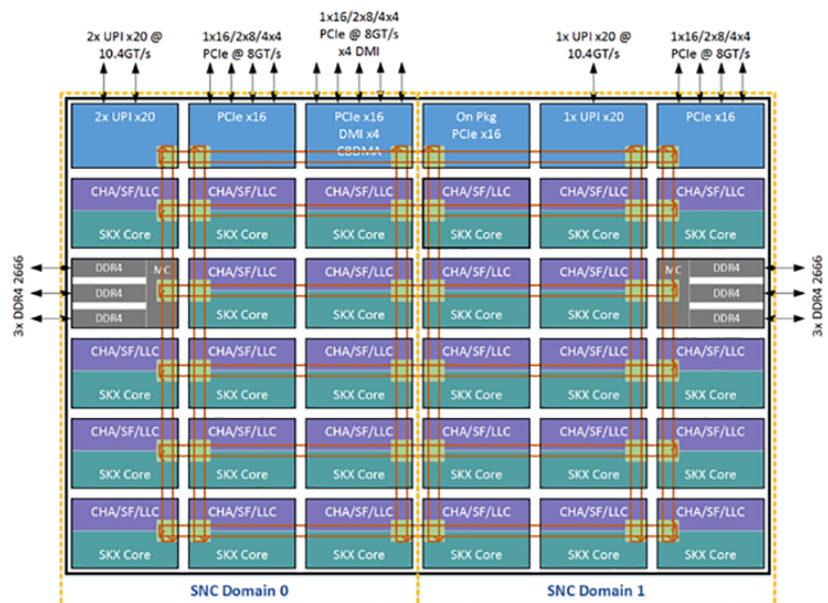 2x UPI x20 @
10.4GT/s
1x16/2x8/4x4
PCIe @ 8GT/s
1x16/2x8/4x4
PCIe @ 8GT/s
x4 DMI
1x UPI x20 @
10.4GT/s
1x16/2x8/4x4
PCIe @ 8GT/s
2x UPI x20
PCIe x16
PCIe x16
DMI x4
CBDMA
On Pkg
PCIe x16
1x UPI x20
PCIe x16
CHA/SF/LLC
SKX Core
CHA/SF/LLC
SKX Core
CHA/SF/LLC
SKX Core
CHA/SF/LLC
SKX Core
CHA/SF/LLC
SKX Core
CHA/SF/LLC
SKX Core
3x DDR4 2666
DDR4
MC
DDR4
DDR4
CHA/SF/LLC
SKX Core
CHA/SF/LLC
SKX Core
CHA/SF/LLC
SKX Core
CHA/SF/LLC
SKX Core
MC
DDR4
DDR4
DDR4
3x DDR4 2666
CHA/SF/LLC
SKX Core
CHA/SF/LLC
SKX Core
CHA/SF/LLC
SKX Core
CHA/SF/LLC
SKX Core
CHA/SF/LLC
SKX Core
CHA/SF/LLC
SKX Core
CHA/SF/LLC
SKX Core
CHA/SF/LLC
SKX Core
CHA/SF/LLC
SKX Core
CHA/SF/LLC
SKX Core
CHA/SF/LLC
SKX Core
CHA/SF/LLC
SKX Core
CHA/SF/LLC
SKX Core
CHA/SF/LLC
SKX Core
CHA/SF/LLC
SKX Core
CHA/SF/LLC
SKX Core
CHA/SF/LLC
SKX Core
CHA/SF/LLC
SKX Core
SNC Domain 0
SNC Domain 1